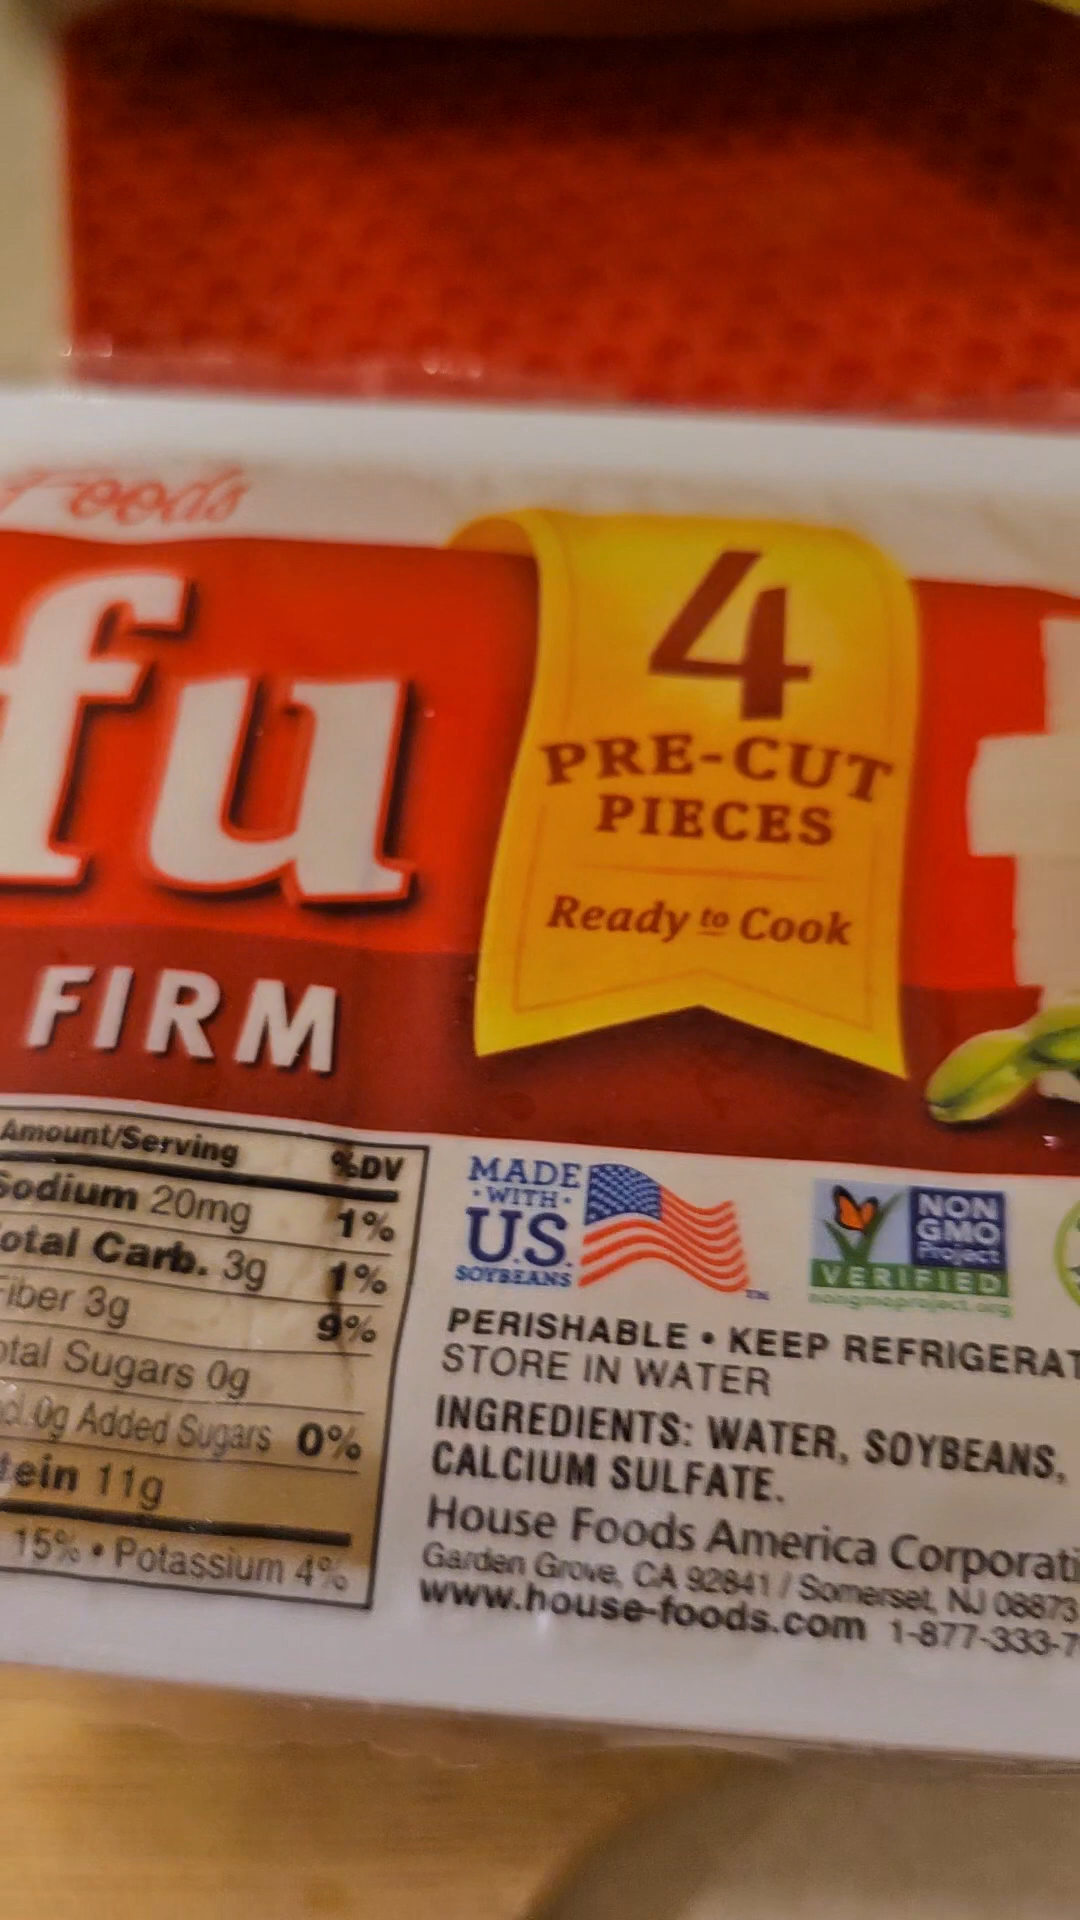 Foods
fu
FIRM
4
PRE-CUT
PIECES
Ready to Cook
Amount/Serving %DV
Sodium 20mg 1%
otal Carb. 3g 1%
Fiber 3g 9%
otal Sugars 0g
cl. 0g Added Sugars 0%
tein 11g
15% • Potassium 4%
MADE
• WITH •
U.S.
SOYBEANS
TM
NON
GMO
Project
VERIFIED
nongmoproject.org
PERISHABLE • KEEP REFRIGERAT
STORE IN WATER
INGREDIENTS: WATER, SOYBEANS,
CALCIUM SULFATE.
House Foods America Corporati
Garden Grove, CA 92841 / Somerset, NJ 08873
www.house-foods.com 1-877-333-7